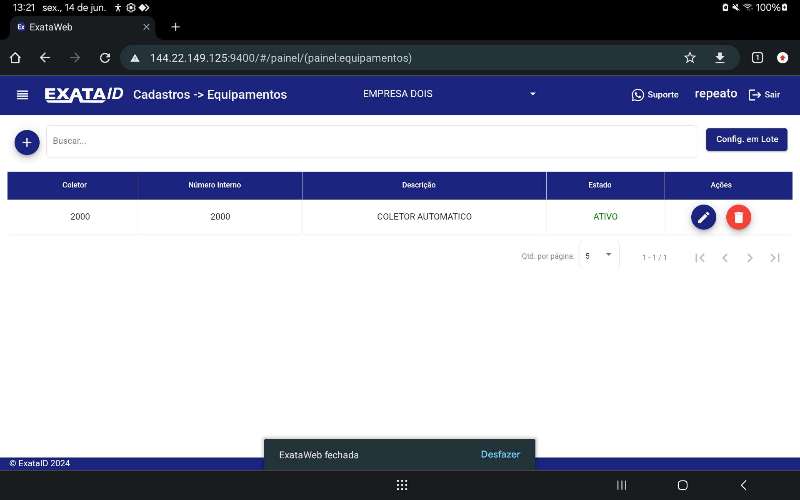 13:21 sex., 14 de jun. 100%
Ex ExataWeb
144.22.149.125:9400/#/painel/(painel:equipamentos) 1
EXATAID Cadastros -> Equipamentos EMPRESA DOIS Suporte repeato Sair
Buscar... Config. em Lote
Coletor Número Interno Descrição Estado Ações
2000 2000 COLETOR AUTOMATICO ATIVO
Qtd. por página: 5 1 - 1 / 1
ExataWeb fechada Desfazer
© ExataID 2024